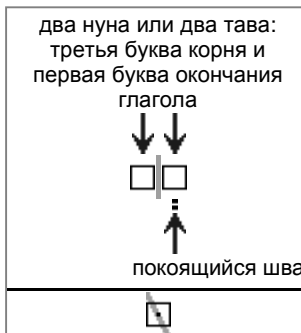 два нуна или два тава:
третья буква корня и
первая буква окончания
глагола
покоящийся шва